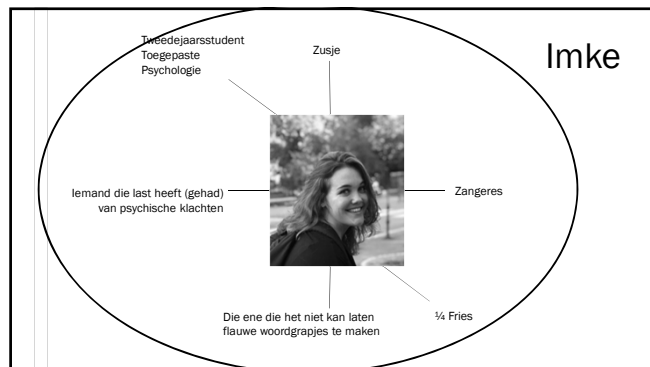 Imke
Tweedejaarsstudent
Toegepaste
Psychologie
Zusje
Iemand die last heeft (gehad)
van psychische klachten
Zangeres
Die ene die het niet kan laten
flauwe woordgrapjes te maken
¼ Fries